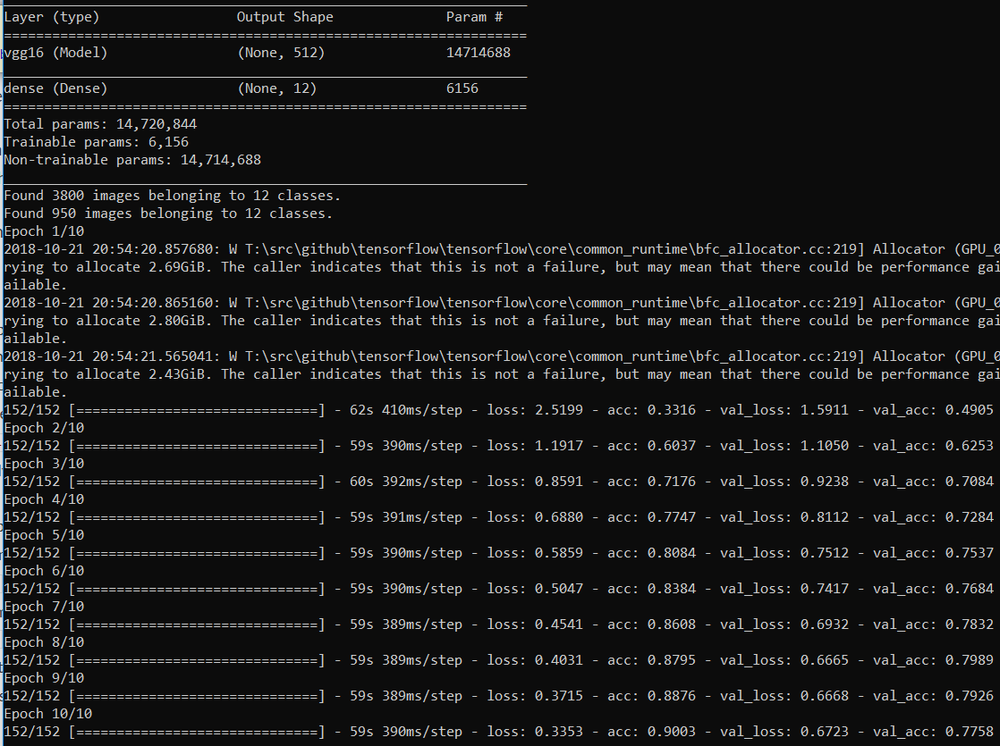 Layer (type)                 Output Shape              Param #
=================================================================
vgg16 (Model)                (None, 512)               14714688
_________________________________________________________________
dense (Dense)                (None, 12)                6156
=================================================================
Total params: 14,720,844
Trainable params: 6,156
Non-trainable params: 14,714,688
_________________________________________________________________
Found 3800 images belonging to 12 classes.
Found 950 images belonging to 12 classes.
Epoch 1/10
2018-10-21 20:54:20.857680: W T:\src\github\tensorflow\tensorflow\core\common_runtime\bfc_allocator.cc:219] Allocator (GPU_0
rying to allocate 2.69GiB. The caller indicates that this is not a failure, but may mean that there could be performance gai
ailable.
2018-10-21 20:54:20.865160: W T:\src\github\tensorflow\tensorflow\core\common_runtime\bfc_allocator.cc:219] Allocator (GPU_0
rying to allocate 2.80GiB. The caller indicates that this is not a failure, but may mean that there could be performance gai
ailable.
2018-10-21 20:54:21.565041: W T:\src\github\tensorflow\tensorflow\core\common_runtime\bfc_allocator.cc:219] Allocator (GPU_0
rying to allocate 2.43GiB. The caller indicates that this is not a failure, but may mean that there could be performance gai
ailable.
152/152 [==============================] - 62s 410ms/step - loss: 2.5199 - acc: 0.3316 - val_loss: 1.5911 - val_acc: 0.4905
Epoch 2/10
152/152 [==============================] - 59s 390ms/step - loss: 1.1917 - acc: 0.6037 - val_loss: 1.1050 - val_acc: 0.6253
Epoch 3/10
152/152 [==============================] - 60s 392ms/step - loss: 0.8591 - acc: 0.7176 - val_loss: 0.9238 - val_acc: 0.7084
Epoch 4/10
152/152 [==============================] - 59s 391ms/step - loss: 0.6880 - acc: 0.7747 - val_loss: 0.8112 - val_acc: 0.7284
Epoch 5/10
152/152 [==============================] - 59s 390ms/step - loss: 0.5859 - acc: 0.8084 - val_loss: 0.7512 - val_acc: 0.7537
Epoch 6/10
152/152 [==============================] - 59s 390ms/step - loss: 0.5047 - acc: 0.8384 - val_loss: 0.7417 - val_acc: 0.7684
Epoch 7/10
152/152 [==============================] - 59s 389ms/step - loss: 0.4541 - acc: 0.8608 - val_loss: 0.6932 - val_acc: 0.7832
Epoch 8/10
152/152 [==============================] - 59s 389ms/step - loss: 0.4031 - acc: 0.8795 - val_loss: 0.6665 - val_acc: 0.7989
Epoch 9/10
152/152 [==============================] - 59s 389ms/step - loss: 0.3715 - acc: 0.8876 - val_loss: 0.6668 - val_acc: 0.7926
Epoch 10/10
152/152 [==============================] - 59s 390ms/step - loss: 0.3353 - acc: 0.9003 - val_loss: 0.6723 - val_acc: 0.7758